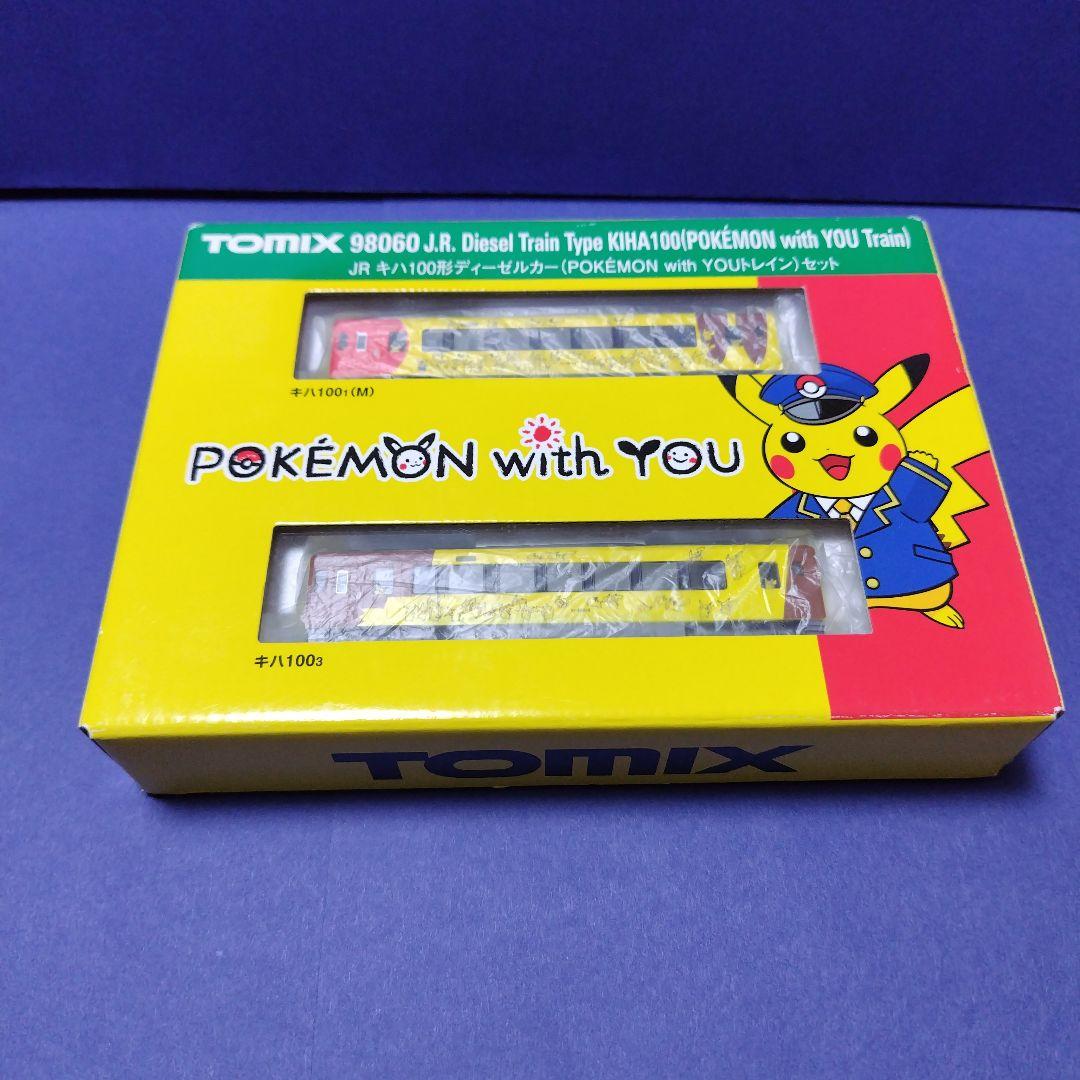 TOMIX 98060 J.R. Diesel Train Type KIHA100(POKÉMON with YOU Train)
JR キハ100形ディーゼルカー(POKÉMON with YOUトレイン)セット
キハ1001(M)
POKÉMON with YOU
キハ1003
TOMIX